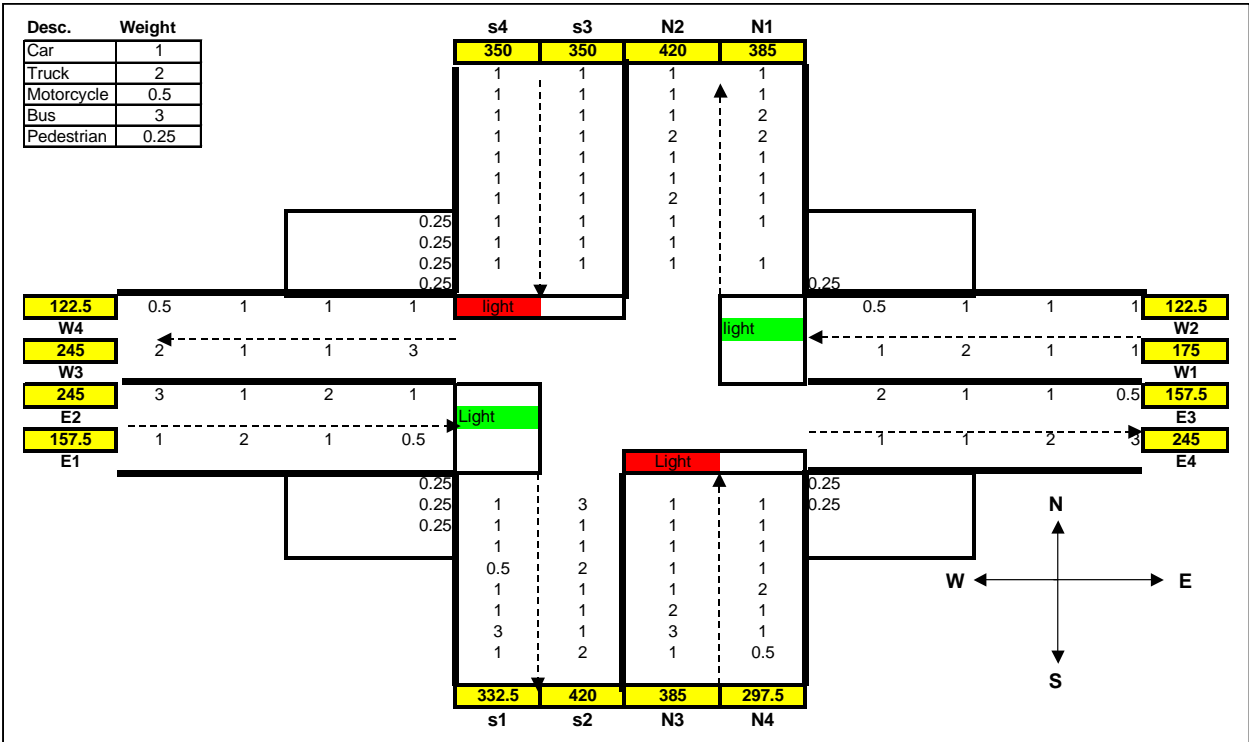 Desc. Weight s4 s3 N2 N1
Car 1 350 350 420 385
Truck 2 1 1 1 1
Motorcycle 0.5 1 1 1 1
Bus 3 1 1 1 2
Pedestrian 0.25 1 1 2 2
1 1 1 1
1 1 1 1
1 1 2 1
0.25 1 1 1 1
0.25 1 1 1
0.25 1 1 1 1
0.25 0.25
122.5 0.5 1 1 1 light 0.5 1 1 1 122.5
W4 light W2
245 2 1 1 3 1 2 1 1 175
W3 W1
245 3 1 2 1 2 1 1 0.5 157.5
E2 Light E3
157.5 1 2 1 0.5 1 1 2 3 245
E1 Light E4
0.25 0.25
0.25 1 3 1 1 0.25 N
0.25 1 1 1 1
1 1 1 1
0.5 2 1 1
1 1 1 2 W E
1 1 2 1
3 1 3 1
1 2 1 0.5
S
332.5 420 385 297.5
s1 s2 N3 N4